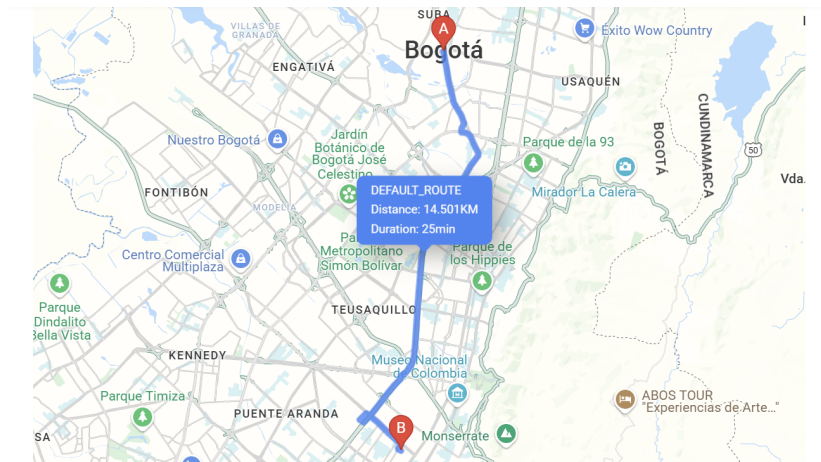 SUBA
A
Bogotá
VILLAS DE
GRANADA
Éxito Wow Country
ENGATIVÁ
USAQUÉN
CUNDINAMARCA
BOGOTÁ
Nuestro Bogotá
Jardín
Botánico de
Bogotá José
Celestino
Parque de la 93
50
Vda.
FONTIBÓN
MODELIA
DEFAULT_ROUTE
Distance: 14.501KM
Duration: 25min
Mirador La Calera
Centro Comercial
Multiplaza
Metropolitano
Simón Bolívar
Parque de
los Hippies
Parque
Dindalito
Bella Vista
TEUSAQUILLO
KENNEDY
Museo Nacional
de Colombia
Parque Timiza
PUENTE ARANDA
B
Monserrate
ABOS TOUR
"Experiencias de Arte..."
SA